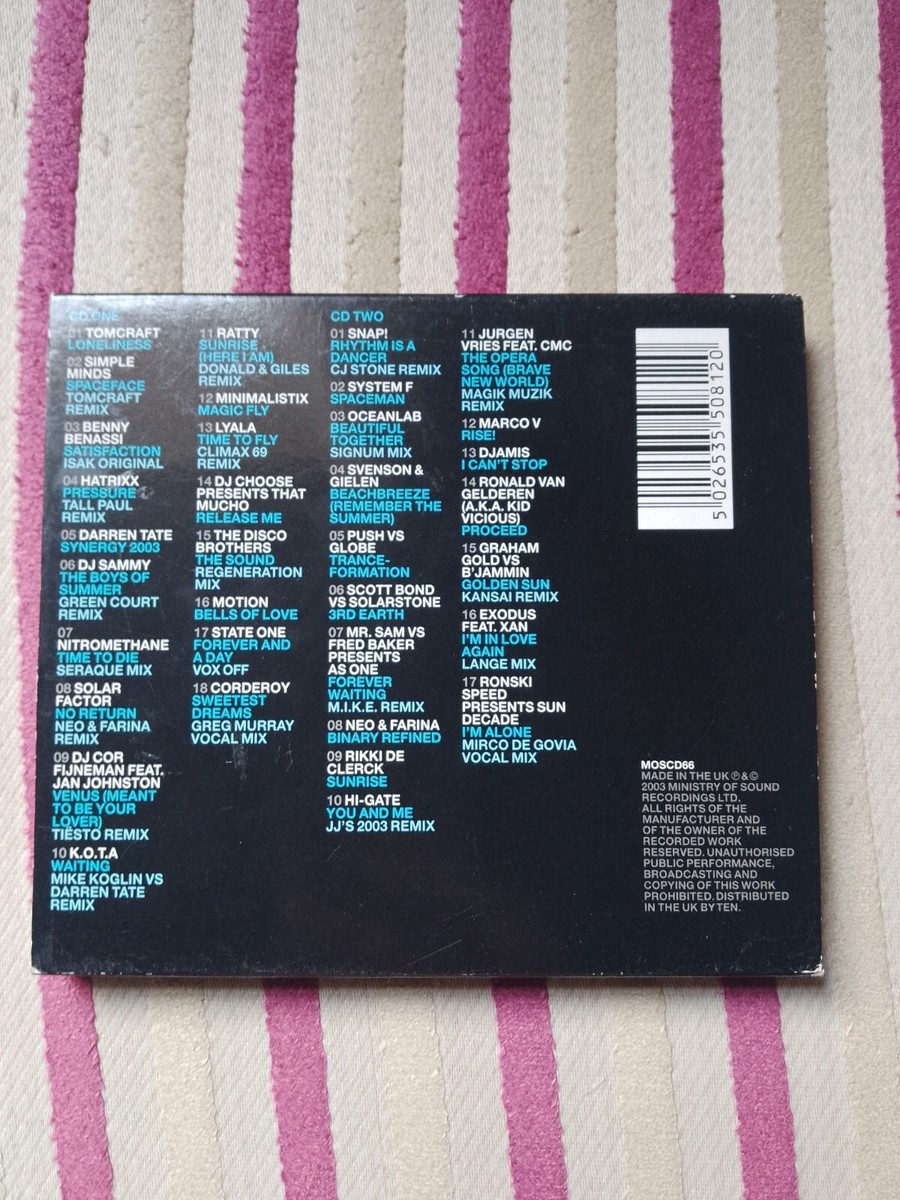 CD ONE
01 TOMCRAFT
LONELINESS
02 SIMPLE
MINDS
SPACEFACE
TOMCRAFT
REMIX
03 BENNY
BENASSI
SATISFACTION
ISAK ORIGINAL
04 HATRIXX
PRESSURE
TALL PAUL
REMIX
05 DARREN TATE
SYNERGY 2003
06 DJ SAMMY
THE BOYS OF
SUMMER
GREEN COURT
REMIX
07
NITROMETHANE
TIME TO DIE
SERAQUE MIX
08 SOLAR
FACTOR
NO RETURN
NEO & FARINA
REMIX
09 DJ COR
FIJNEMAN FEAT.
JAN JOHNSTON
VENUS (MEANT
TO BE YOUR
LOVER)
TIËSTO REMIX
10 K.O.T.A
WAITING
MIKE KOGLIN VS
DARREN TATE
REMIX
11 RATTY
SUNRISE
(HERE I AM)
DONALD & GILES
REMIX
12 MINIMALISTIX
MAGIC FLY
13 LYALA
TIME TO FLY
CLIMAX 69
REMIX
14 DJ CHOOSE
PRESENTS THAT
MUCHO
RELEASE ME
15 THE DISCO
BROTHERS
THE SOUND
REGENERATION
MIX
16 MOTION
BELLS OF LOVE
17 STATE ONE
FOREVER AND
A DAY
VOX OFF
18 CORDEROY
SWEETEST
DREAMS
GREG MURRAY
VOCAL MIX
CD TWO
01 SNAP!
RHYTHM IS A
DANCER
CJ STONE REMIX
02 SYSTEM F
SPACEMAN
03 OCEANLAB
BEAUTIFUL
TOGETHER
SIGNUM MIX
04 SVENSON &
GIELEN
BEACHBREEZE
(REMEMBER THE
SUMMER)
05 PUSH VS
GLOBE
TRANCE-
FORMATION
06 SCOTT BOND
VS SOLARSTONE
3RD EARTH
07 MR. SAM VS
FRED BAKER
PRESENTS
AS ONE
FOREVER
WAITING
M.I.K.E. REMIX
08 NEO & FARINA
BINARY REFINED
09 RIKKI DE
CLERCK
SUNRISE
10 HI-GATE
YOU AND ME
JJ'S 2003 REMIX
11 JURGEN
VRIES FEAT. CMC
THE OPERA
SONG (BRAVE
NEW WORLD)
MAGIK MUZIK
REMIX
12 MARCO V
RISE!
13 DJAMIS
I CAN'T STOP
14 RONALD VAN
GELDEREN
(A.K.A. KID
VICIOUS)
PROCEED
15 GRAHAM
GOLD VS
B'JAMMIN
GOLDEN SUN
KANSAI REMIX
16 EXODUS
FEAT. XAN
I'M IN LOVE
AGAIN
LANGE MIX
17 RONSKI
SPEED
PRESENTS SUN
DECADE
I'M ALONE
MIRCO DE GOVIA
VOCAL MIX
5 026535 508120
MOSCD66
MADE IN THE UK ℗ & ©
2003 MINISTRY OF SOUND
RECORDINGS LTD.
ALL RIGHTS OF THE
MANUFACTURER AND
OF THE OWNER OF THE
RECORDED WORK
RESERVED. UNAUTHORISED
PUBLIC PERFORMANCE,
BROADCASTING AND
COPYING OF THIS WORK
PROHIBITED. DISTRIBUTED
IN THE UK BY TEN.